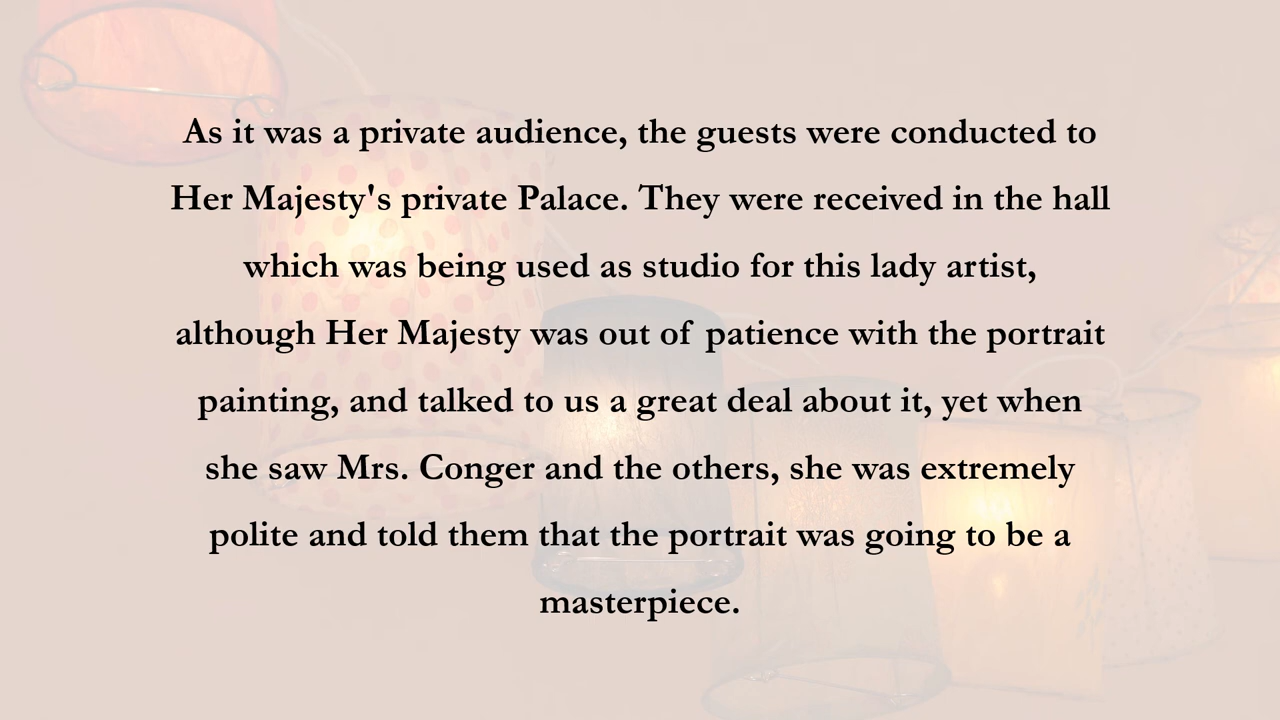 As it was a private audience, the guests were conducted to
Her Majesty's private Palace. They were received in the hall
which was being used as studio for this lady artist,
although Her Majesty was out of patience with the portrait
painting, and talked to us a great deal about it, yet when
she saw Mrs. Conger and the others, she was extremely
polite and told them that the portrait was going to be a
masterpiece.